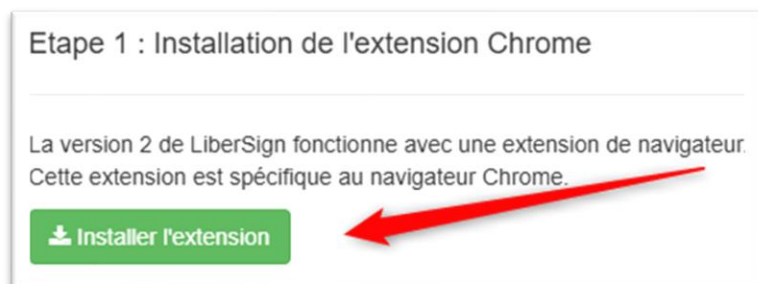 Etape 1 : Installation de l'extension Chrome
La version 2 de LiberSign fonctionne avec une extension de navigateur.
Cette extension est spécifique au navigateur Chrome.
Installer l'extension